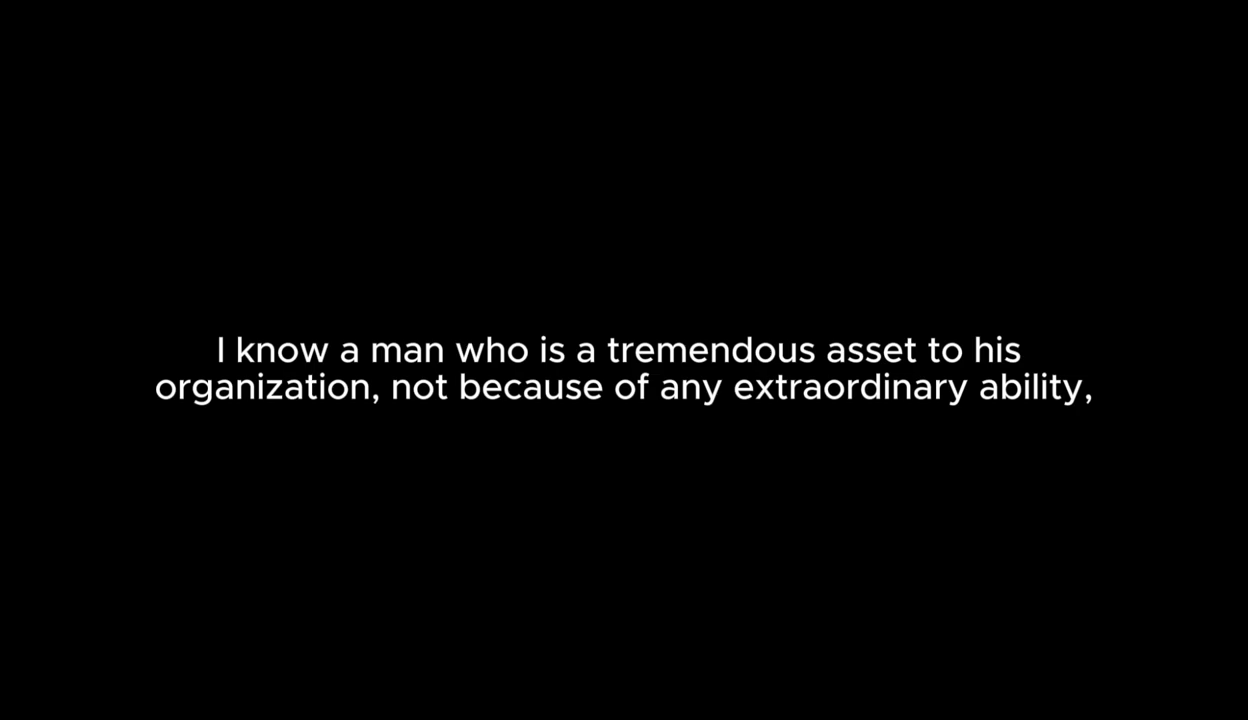 I know a man who is a tremendous asset to his
organization, not because of any extraordinary ability,